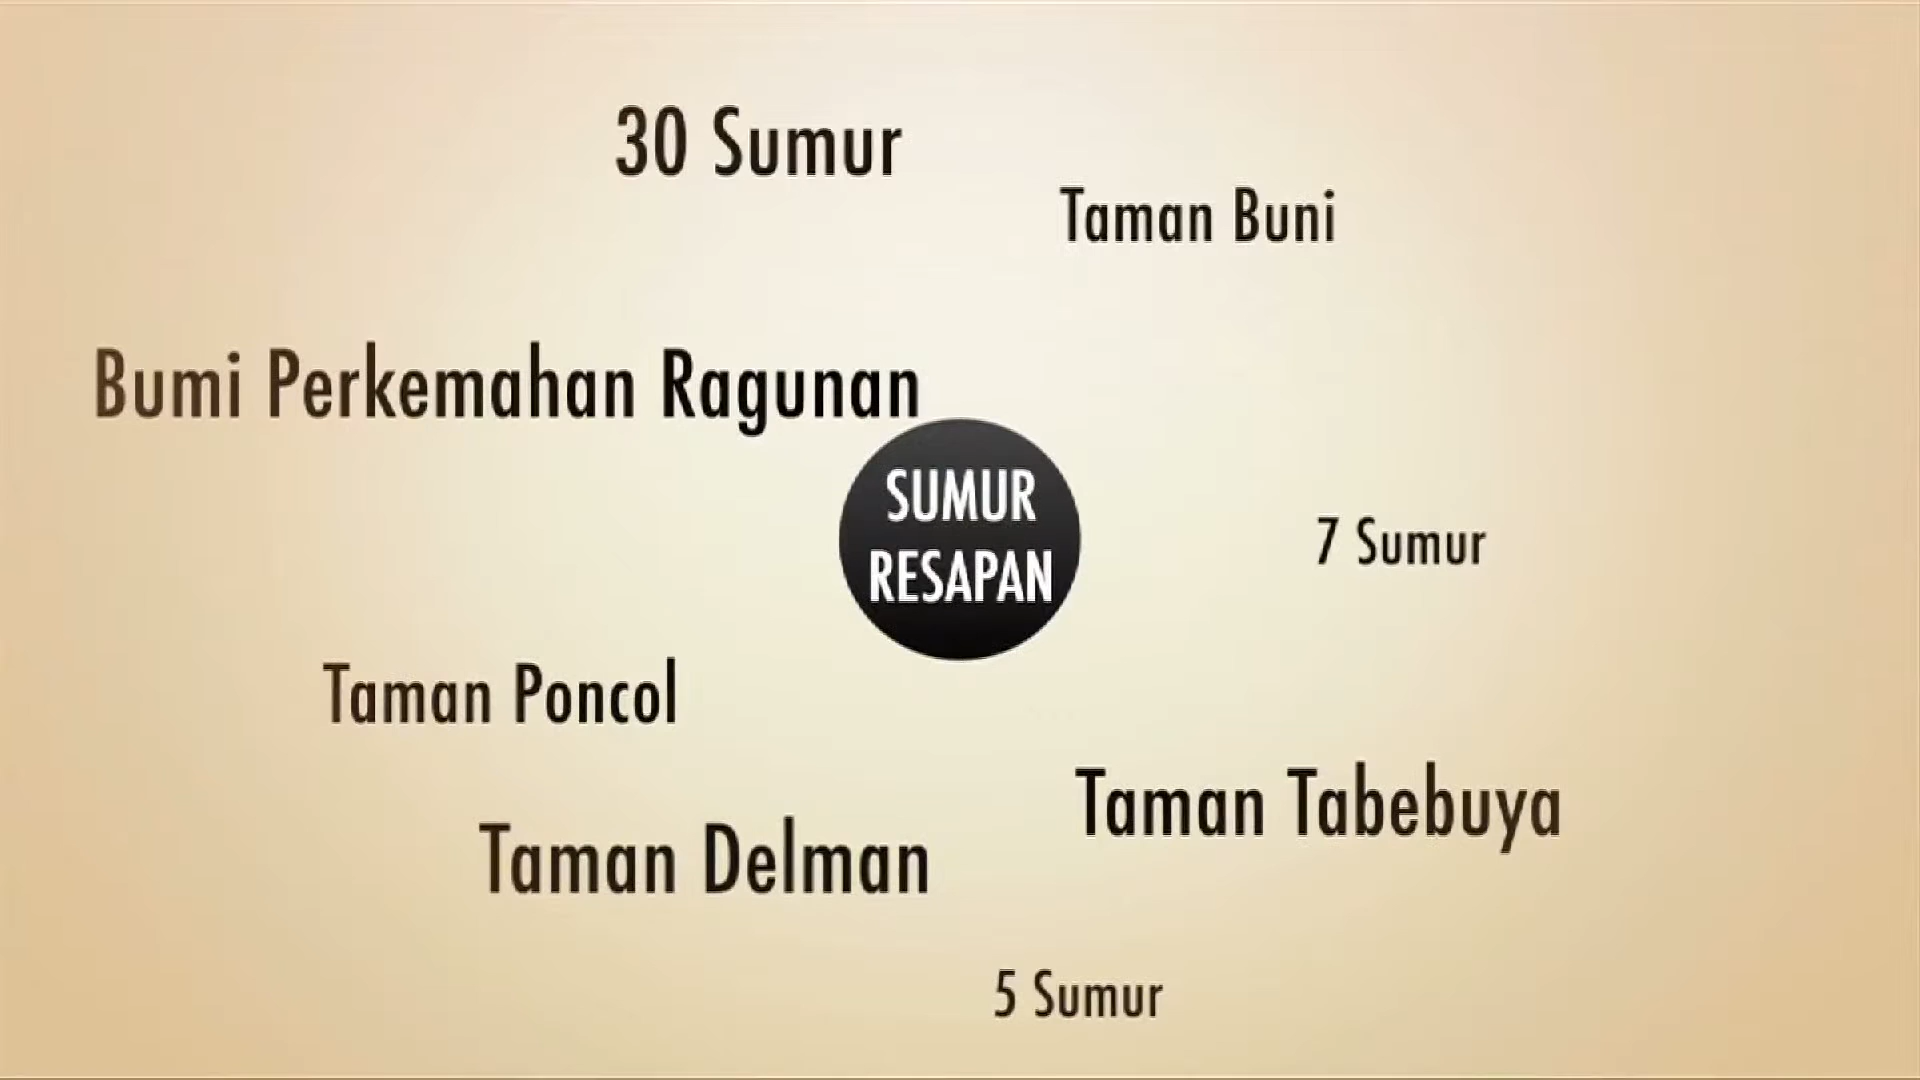 30 Sumur
Taman Buni
Bumi Perkemahan Ragunan
SUMUR
RESAPAN
7 Sumur
Taman Poncol
Taman Tabebuya
Taman Delman
5 Sumur